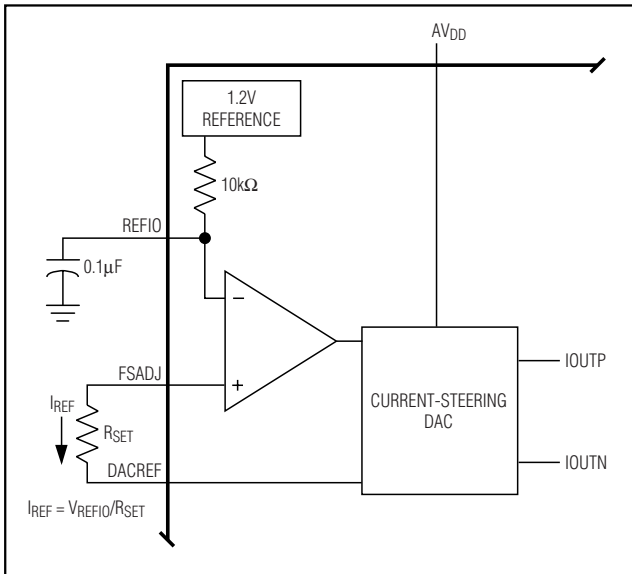 AVDD
1.2V
REFERENCE
10kΩ
REFIO
0.1µF
−
+
FSADJ
IREF
RSET
DACREF
CURRENT-STEERING
DAC
IOUTP
IOUTN
IREF = VREFIO/RSET